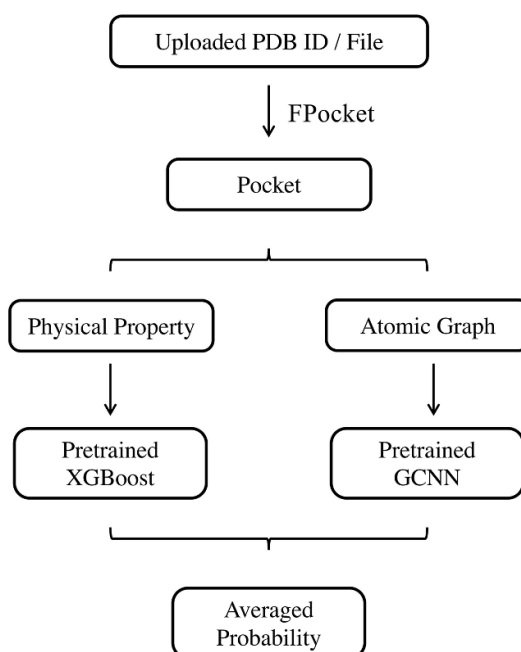 Uploaded PDB ID / File
FPocket
Pocket
Physical Property
Atomic Graph
Pretrained
XGBoost
Pretrained
GCNN
Averaged
Probability